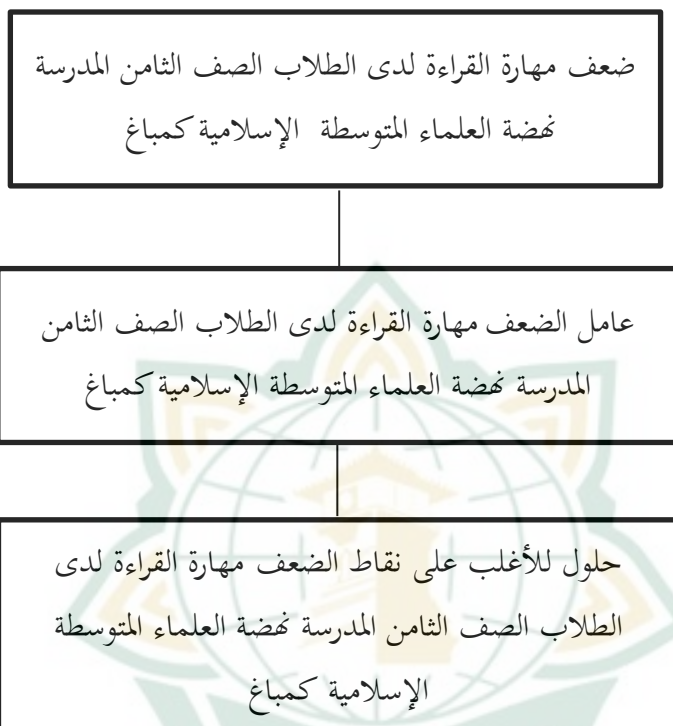 ضعف مهارة القراءة لدى الطلاب الصف الثامن المدرسة
نهضة العلماء المتوسطة الإسلامية كمباغ
عامل الضعف مهارة القراءة لدى الطلاب الصف الثامن
المدرسة نهضة العلماء المتوسطة الإسلامية كمباغ
حلول للأغلب على نقاط الضعف مهارة القراءة لدى
الطلاب الصف الثامن المدرسة نهضة العلماء المتوسطة
الإسلامية كمباغ